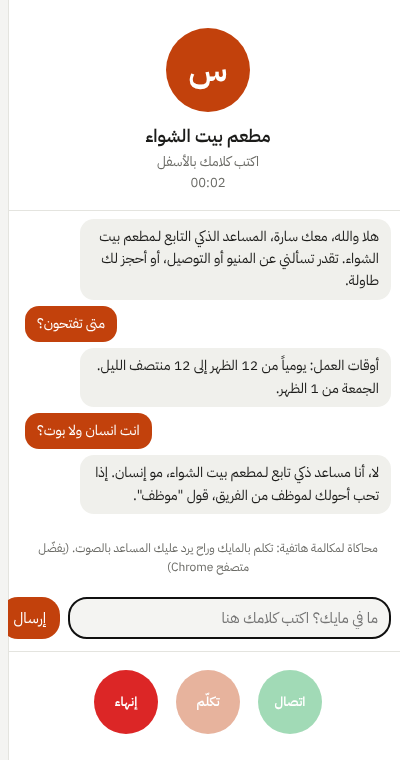 س
مطعم بيت الشواء
اكتب كلامك بالأسفل
00:02
هلا والله، معك سارة، المساعد الذكي التابع لمطعم بيت
الشواء. تقدر تسألني عن المنيو أو التوصيل، أو أحجز لك
طاولة.
متى تفتحون؟
أوقات العمل: يومياً من 12 الظهر إلى 12 منتصف الليل.
الجمعة من 1 الظهر.
انت انسان ولا بوت؟
لا، أنا مساعد ذكي تابع لمطعم بيت الشواء، مو إنسان. إذا
تحب أحولك لموظف من الفريق، قول "موظف".
محاكاة لمكالمة هاتفية: تكلم بالمايك وراح يرد عليك المساعد بالصوت. (يفضّل
متصفح Chrome)
ما في مايك؟ اكتب كلامك هنا
إرسال
اتصال
تكلّم
إنهاء